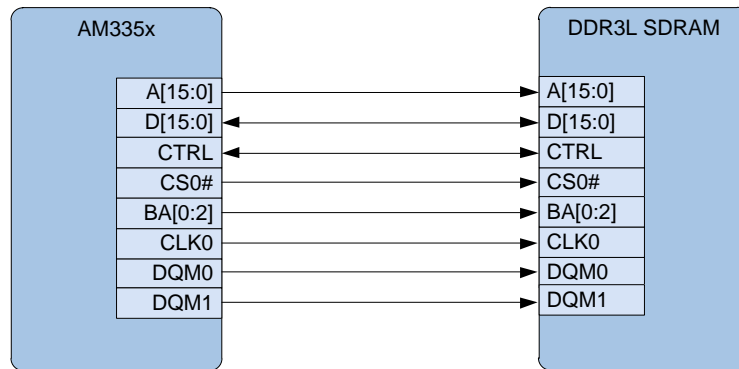 AM335x DDR3L SDRAM
A[15:0] A[15:0]
D[15:0] D[15:0]
CTRL CTRL
CS0# CS0#
BA[0:2] BA[0:2]
CLK0 CLK0
DQM0 DQM0
DQM1 DQM1